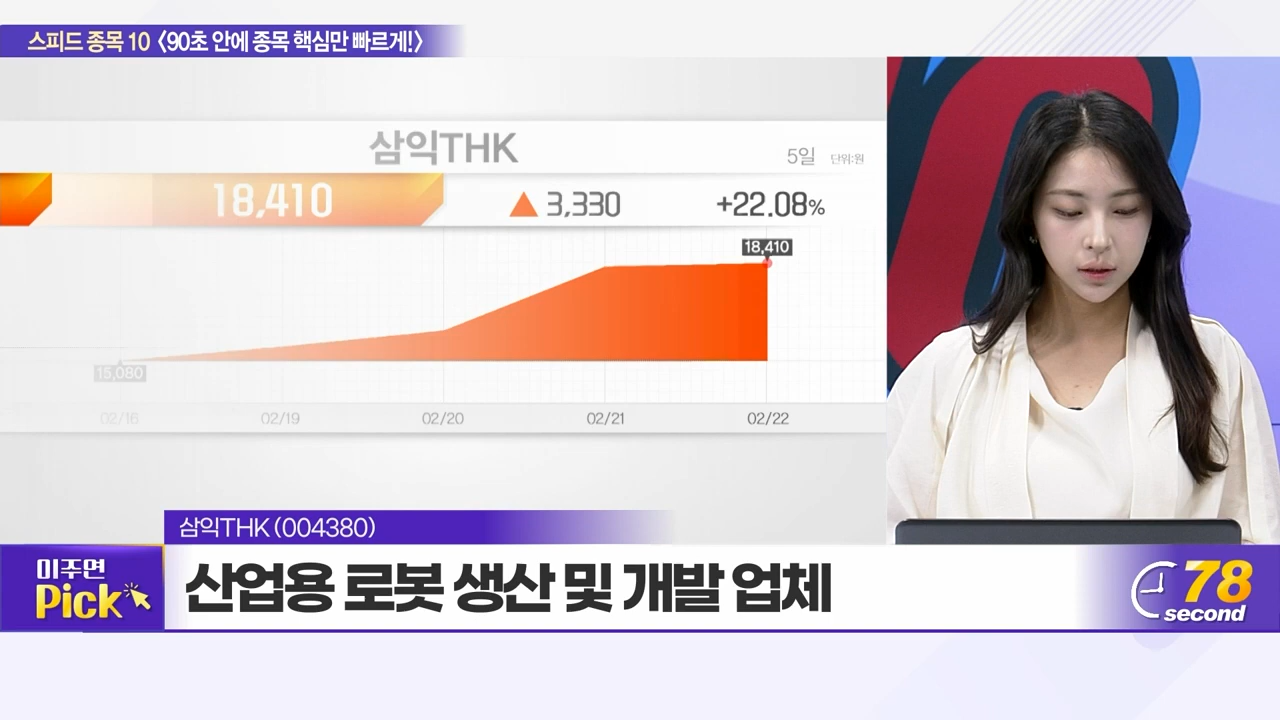 스피드 종목 10 <90초 안에 종목 핵심만 빠르게!>
삼익THK
5일 단위:원
18,410 ▲ 3,330 +22.08%
18,410
15,080
02/16 02/19 02/20 02/21 02/22
삼익THK(004380)
미주면
Pick
산업용 로봇 생산 및 개발 업체
78
second